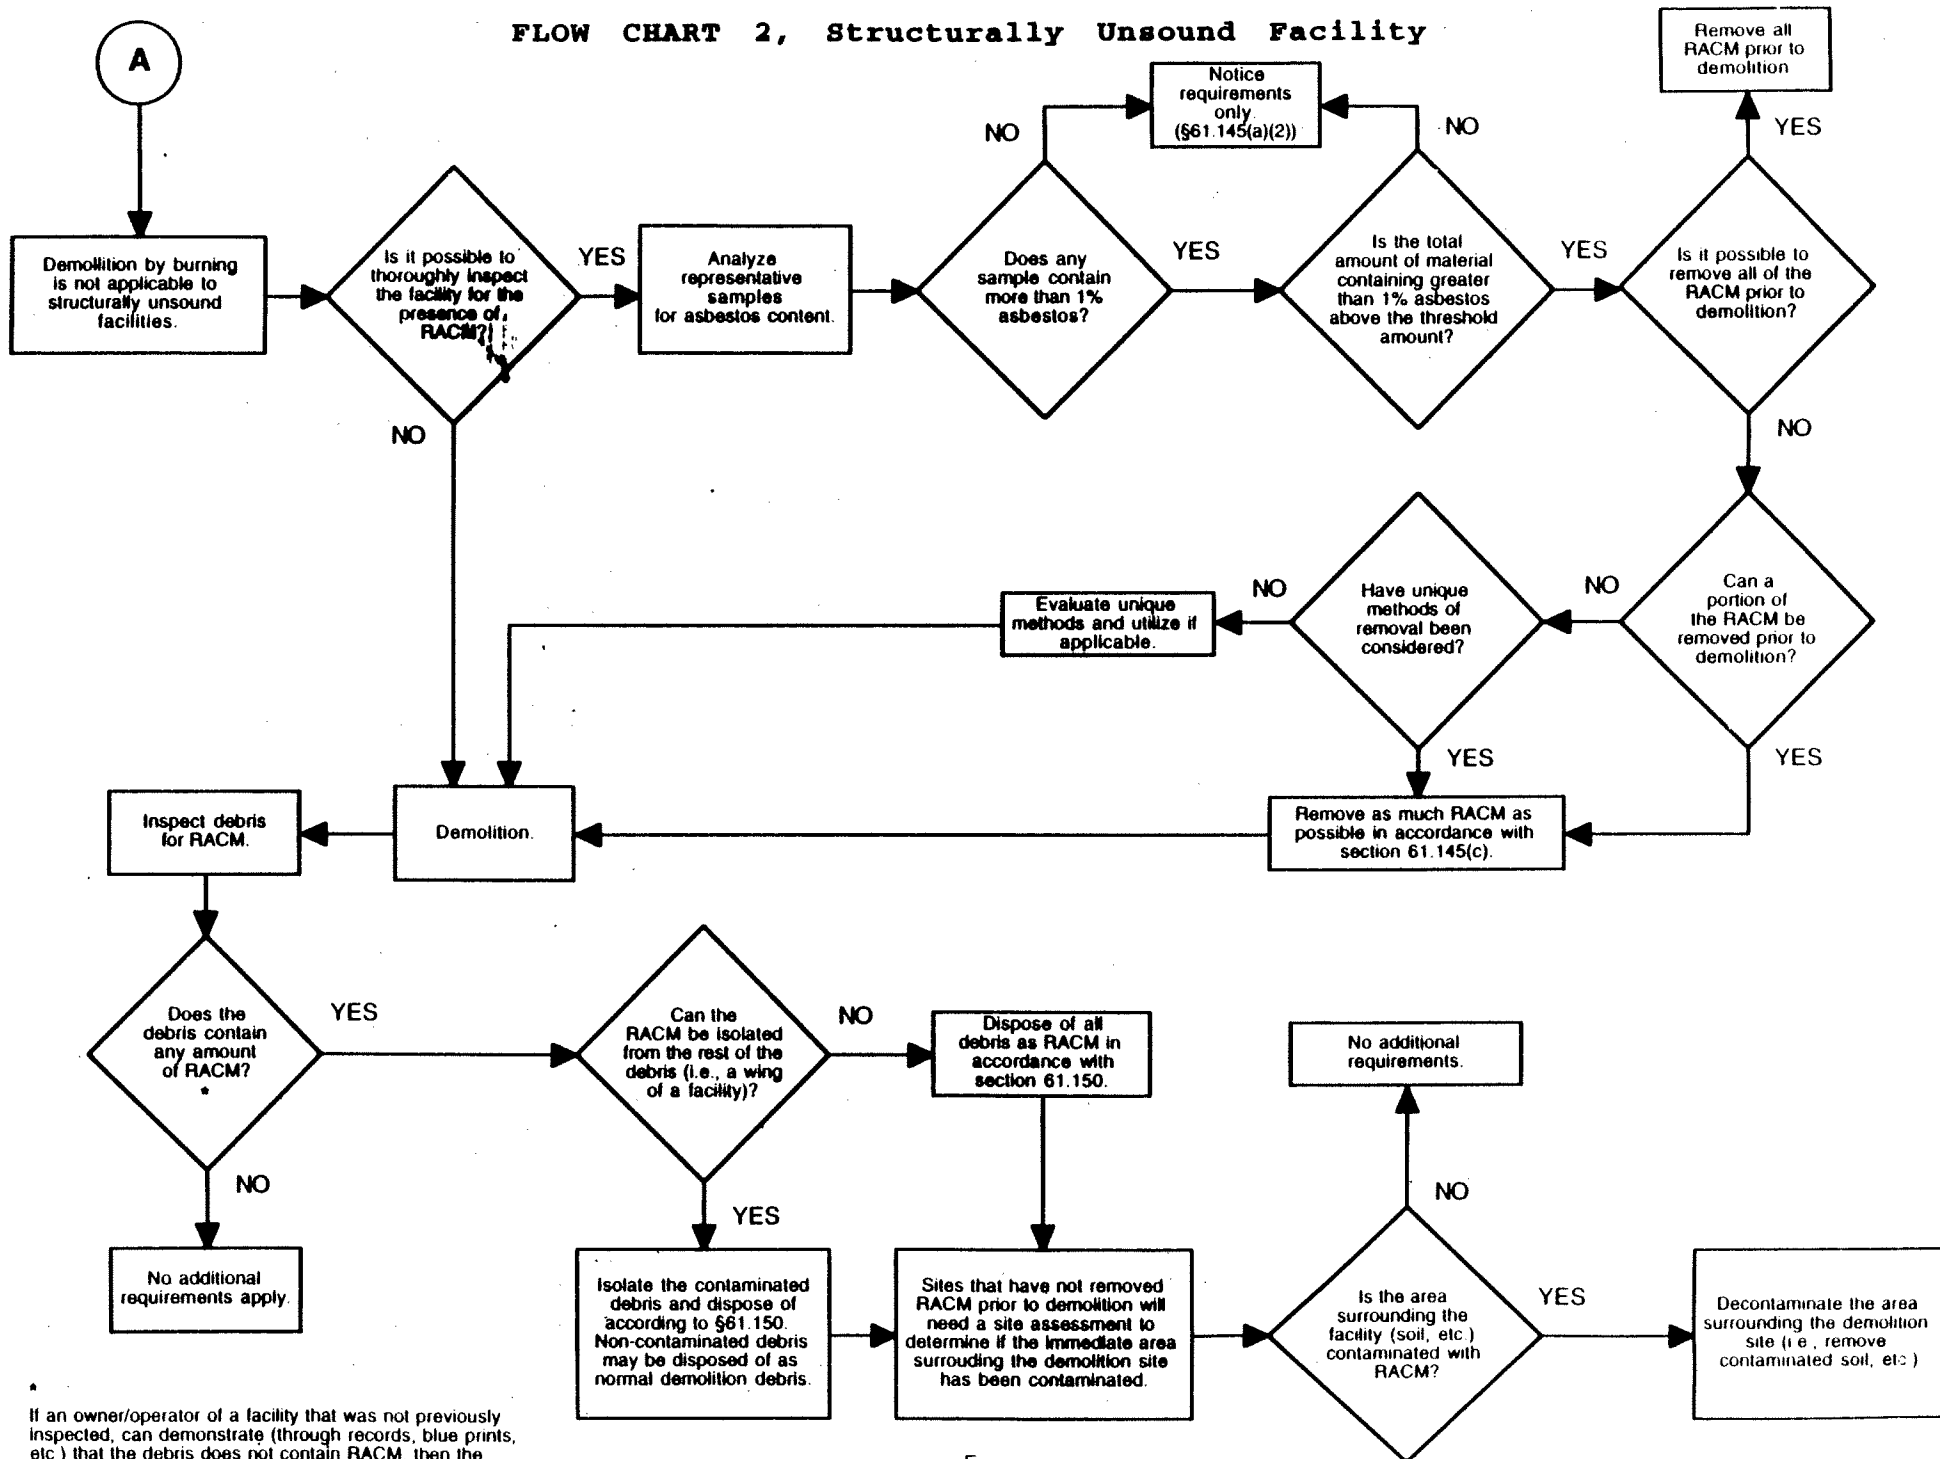 FLOW CHART 2, Structurally Unsound Facility
A
Demolition by burning
is not applicable to
structurally unsound
facilities.
Is it possible to
thoroughly inspect
the facility for the
presence of
RACM?
YES
NO
Analyze
representative
samples
for asbestos content.
Does any
sample contain
more than 1%
asbestos?
NO
YES
Notice
requirements
only.
(§61.145(a)(2))
Is the total
amount of material
containing greater
than 1% asbestos
above the threshold
amount?
NO
YES
Is it possible to
remove all of the
RACM prior to
demolition?
YES
Remove all
RACM prior to
demolition
NO
Can a
portion of
the RACM be
removed prior to
demolition?
NO
YES
Have unique
methods of
removal been
considered?
NO
YES
Evaluate unique
methods and utilize if
applicable.
Remove as much RACM as
possible in accordance with
section 61.145(c).
Demolition.
Inspect debris
for RACM.
Does the
debris contain
any amount
of RACM?
*
YES
NO
No additional
requirements apply.
Can the
RACM be isolated
from the rest of the
debris (i.e., a wing
of a facility)?
NO
YES
Dispose of all
debris as RACM in
accordance with
section 61.150.
Isolate the contaminated
debris and dispose of
according to §61.150.
Non-contaminated debris
may be disposed of as
normal demolition debris.
Sites that have not removed
RACM prior to demolition will
need a site assessment to
determine if the immediate area
surrouding the demolition site
has been contaminated.
Is the area
surrounding the
facility (soil, etc.)
contaminated with
RACM?
NO
YES
No additional
requirements.
Decontaminate the area
surrounding the demolition
site (i e , remove
contaminated soil, etc )
*
If an owner/operator of a facility that was not previously
inspected, can demonstrate (through records, blue prints,
etc ) that the debris does not contain RACM, then the